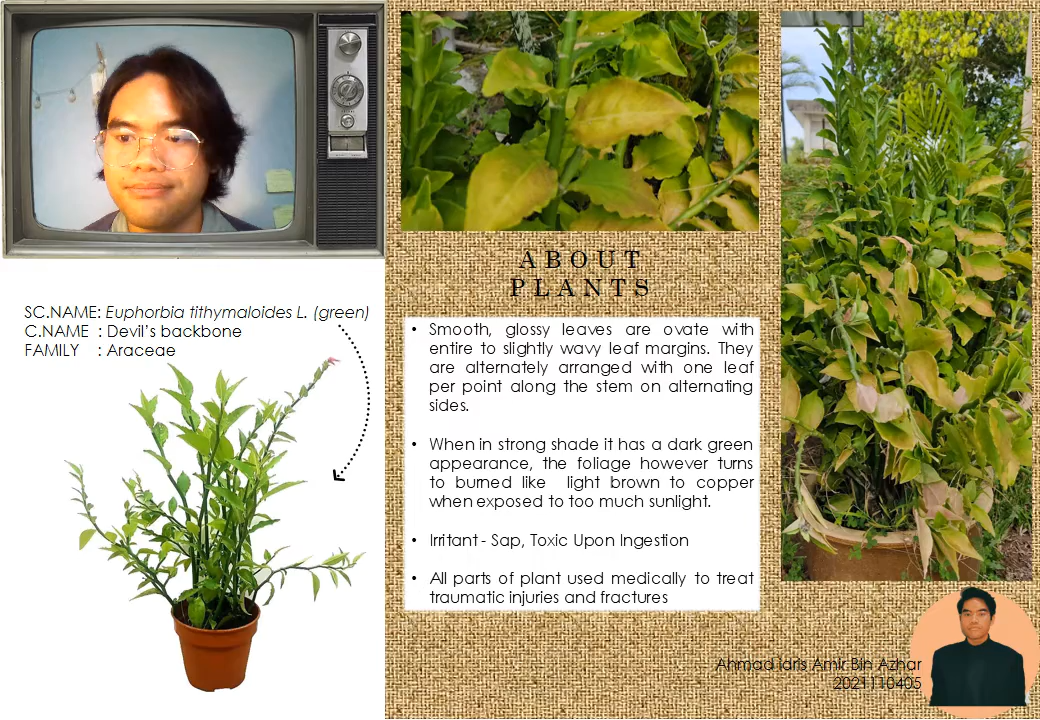 SC.NAME: Euphorbia tithymaloides L. (green)
C.NAME : Devil's backbone
FAMILY : Araceae
ABOUT
PLANTS
• Smooth, glossy leaves are ovate with
entire to slightly wavy leaf margins. They
are alternately arranged with one leaf
per point along the stem on alternating
sides.
• When in strong shade it has a dark green
appearance, the foliage however turns
to burned like light brown to copper
when exposed to too much sunlight.
• Irritant - Sap, Toxic Upon Ingestion
• All parts of plant used medically to treat
traumatic injuries and fractures
Ahmad Idris Amir Bin Azhar
2021110405